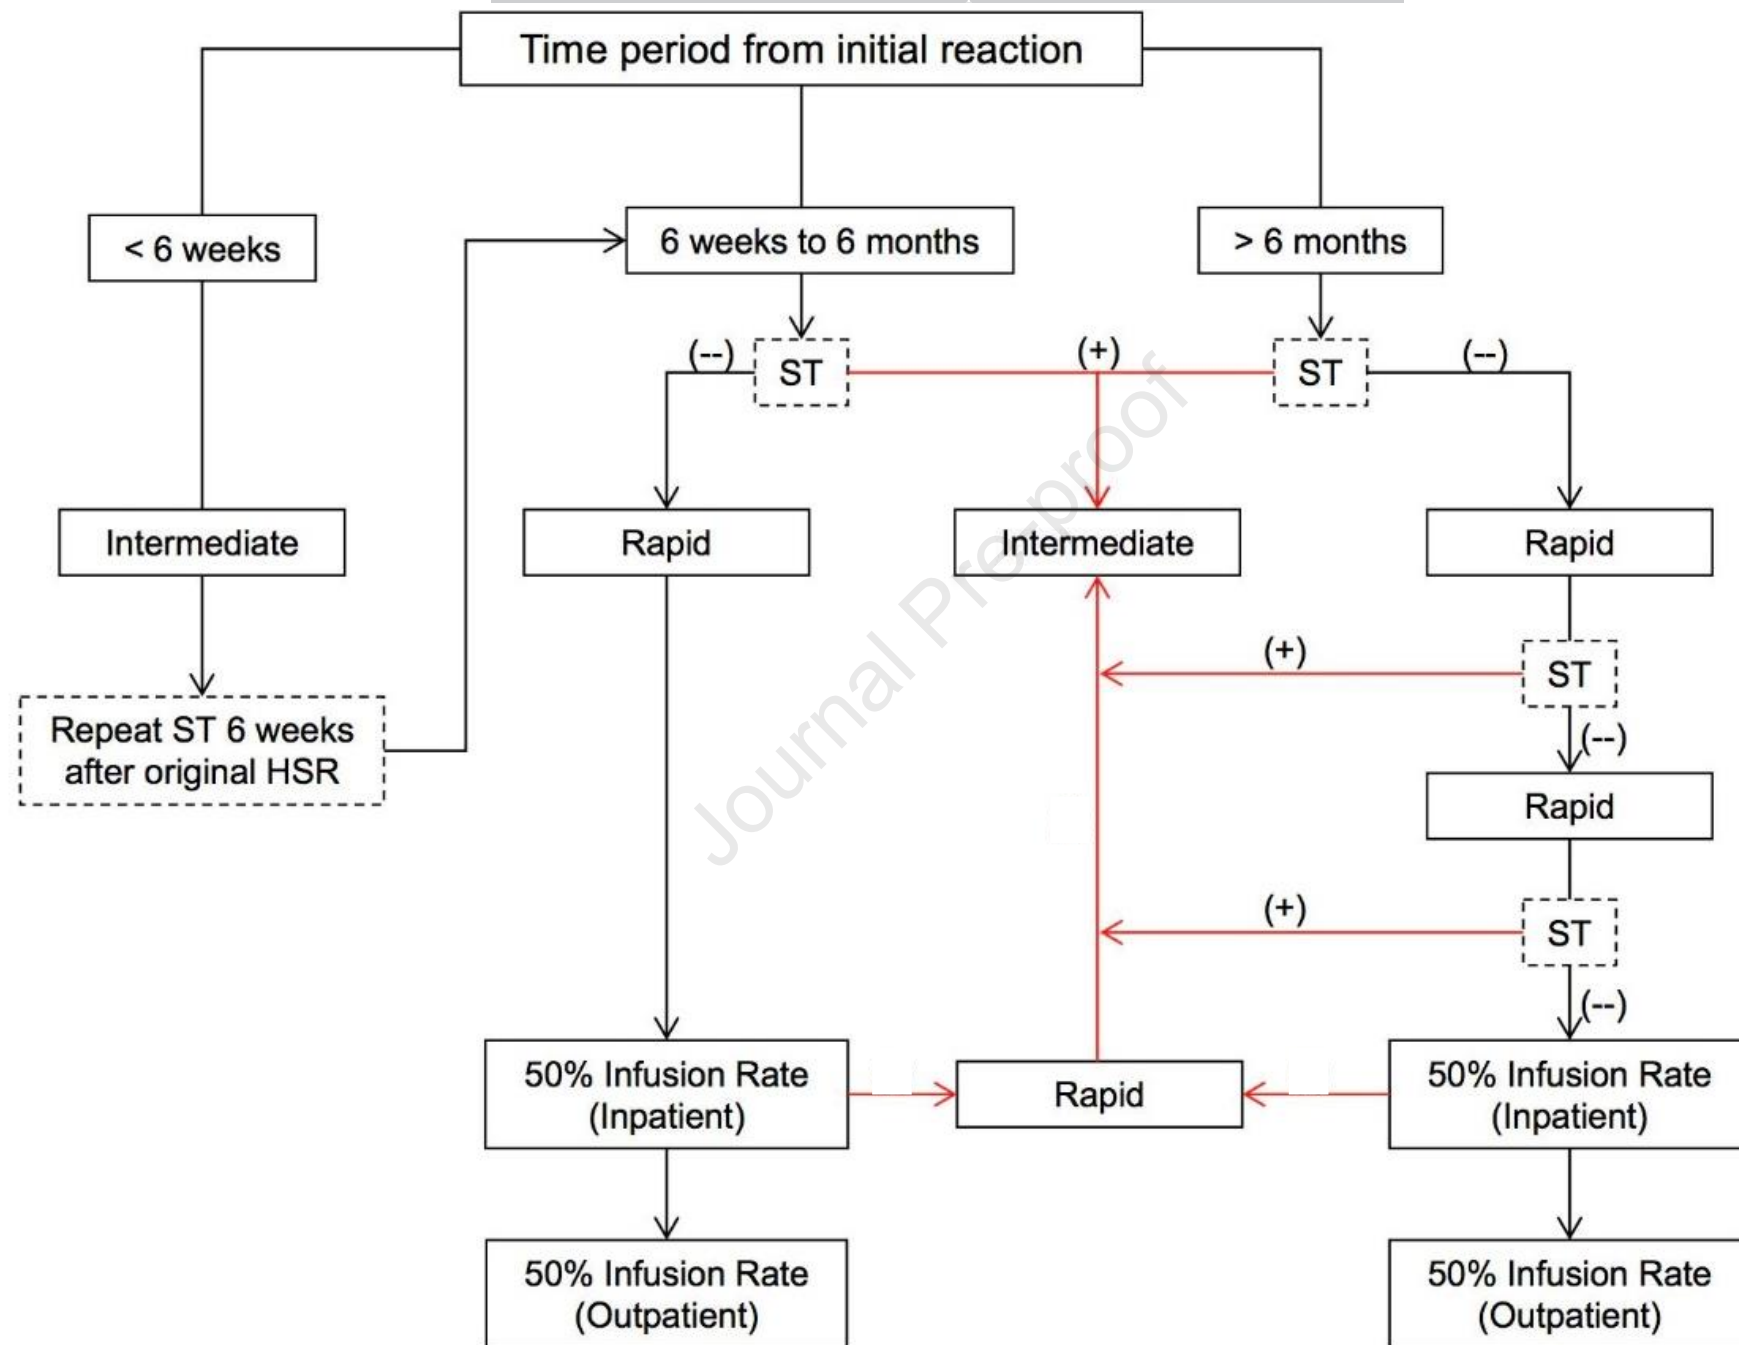 Time period from initial reaction
< 6 weeks
6 weeks to 6 months
> 6 months
(--)
ST
(+)
ST
(--)
Intermediate
Rapid
Intermediate
Rapid
(+)
ST
(--)
Repeat ST 6 weeks
after original HSR
Rapid
(+)
ST
(--)
50% Infusion Rate
(Inpatient)
Rapid
50% Infusion Rate
(Inpatient)
50% Infusion Rate
(Outpatient)
50% Infusion Rate
(Outpatient)
Journal Pre-proof